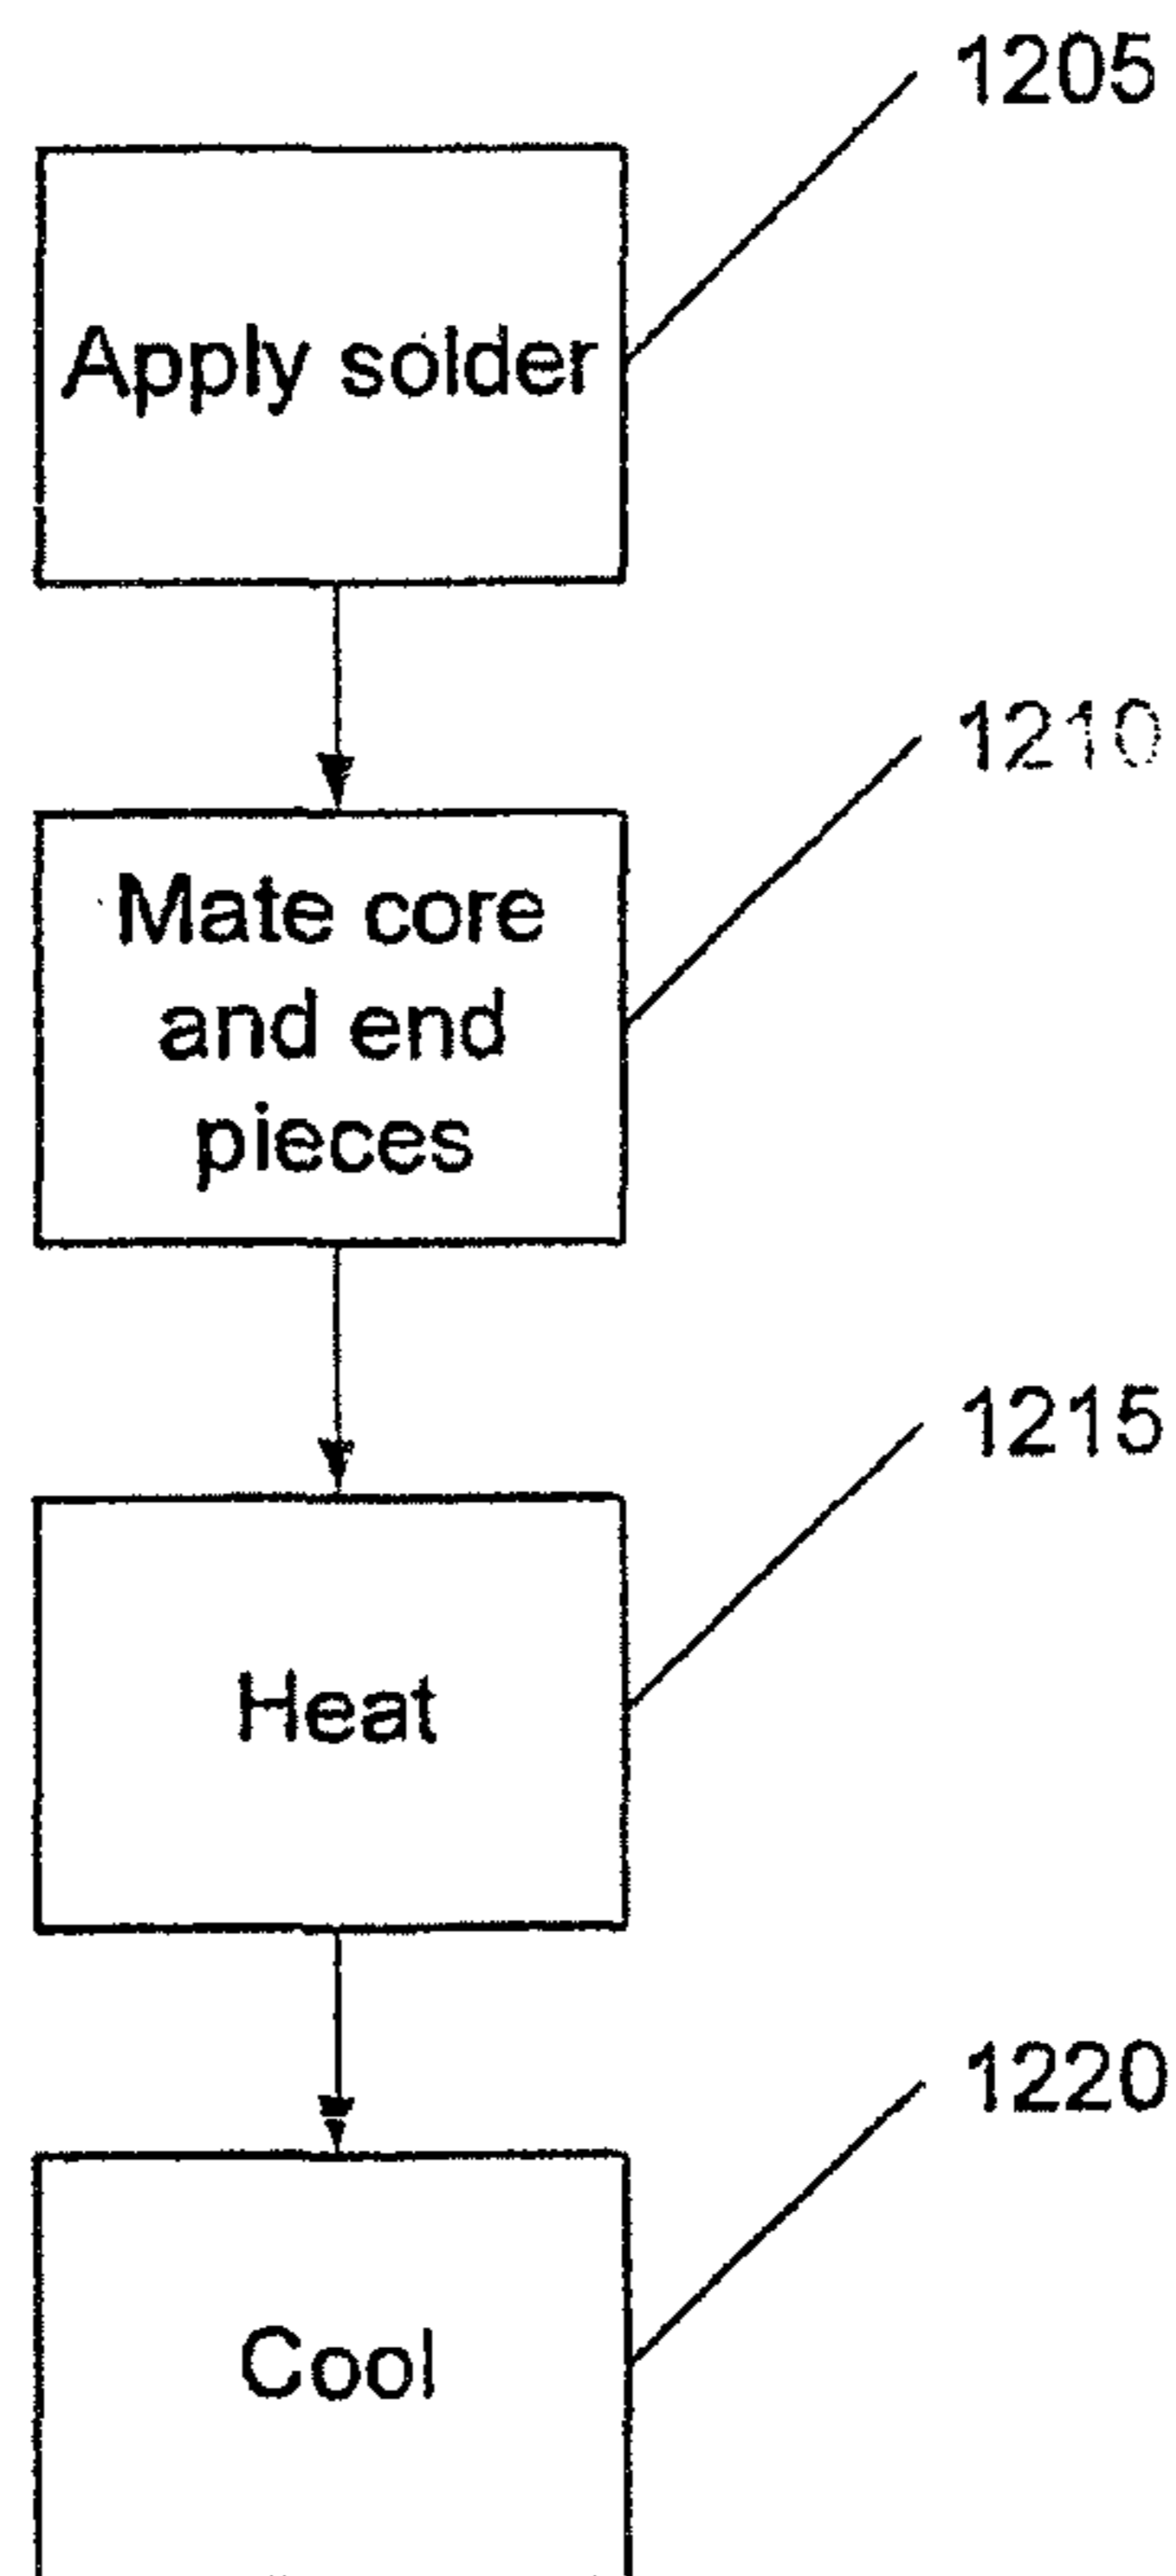 1205
Apply solder
1210
Mate core
and end
pieces
1215
Heat
1220
Cool